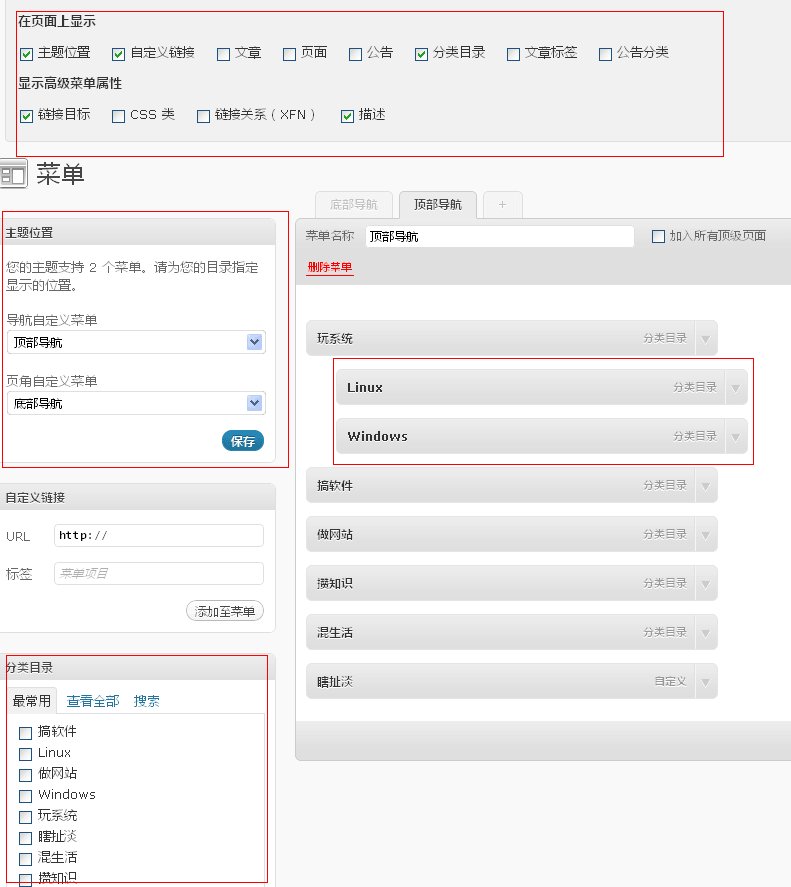 在页面上显示
主题位置 自定义链接 文章 页面 公告 分类目录 文章标签 公告分类
显示高级菜单属性
链接目标 CSS 类 链接关系（XFN） 描述
菜单
主题位置
您的主题支持 2 个菜单。请为您的目录指定
显示的位置。
导航自定义菜单
顶部导航
页角自定义菜单
底部导航
保存
自定义链接
URL http://
标签 菜单项目
添加至菜单
分类目录
最常用 查看全部 搜索
搞软件
Linux
做网站
Windows
玩系统
瞎扯淡
混生活
攒知识
底部导航 顶部导航 +
菜单名称 顶部导航 加入所有顶级页面
删除菜单
玩系统 分类目录
Linux 分类目录
Windows 分类目录
搞软件 分类目录
做网站 分类目录
攒知识 分类目录
混生活 分类目录
瞎扯淡 自定义